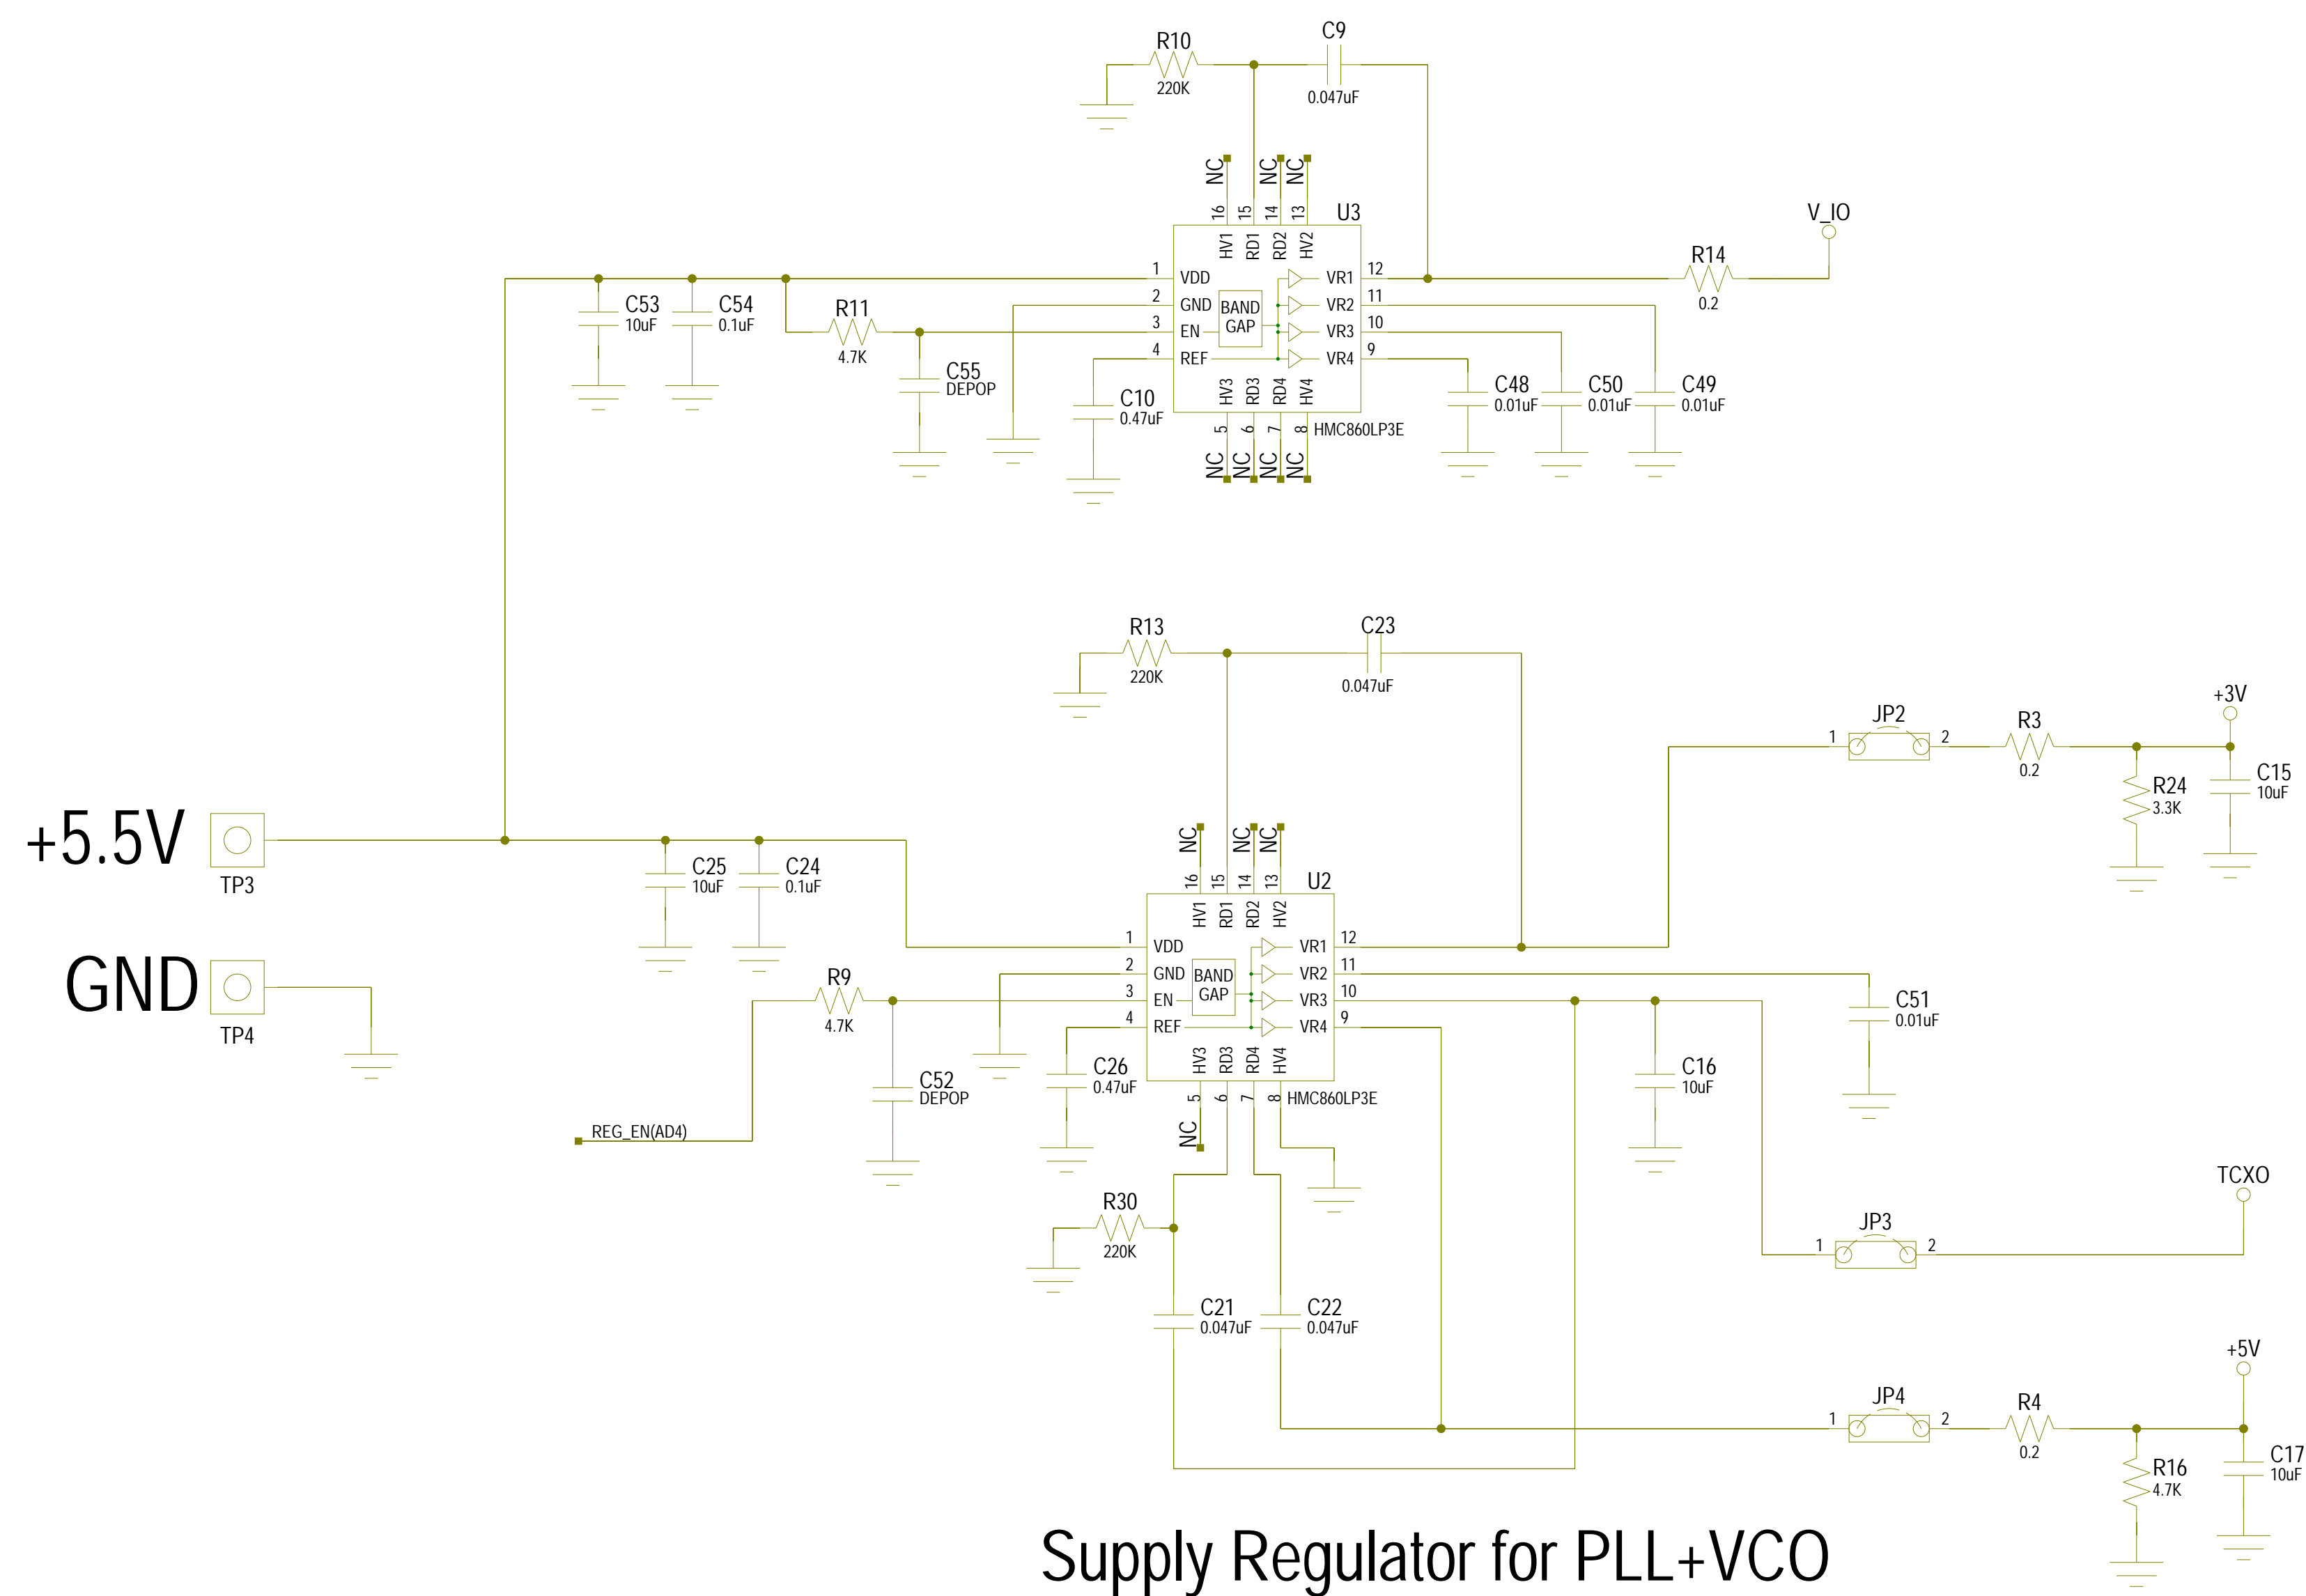 C9
R10
220K
0.047uF
NC
NC
NC
16
15
14
13
U3
HV1
RD1
RD2
HV2
V_IO
R14
0.2
1
VDD
VR1
12
2
GND
BAND
GAP
VR2
11
3
EN
VR3
10
4
REF
VR4
9
HV3
RD3
RD4
HV4
5
6
7
8
HMC860LP3E
NC
NC
NC
NC
C53
10uF
C54
0.1uF
R11
4.7K
C55
DEPOP
C10
0.47uF
C48
0.01uF
C50
0.01uF
C49
0.01uF
R13
220K
C23
0.047uF
+3V
JP2
1
2
R3
0.2
R24
3.3K
C15
10uF
+5.5V
TP3
C25
10uF
C24
0.1uF
NC
NC
NC
16
15
14
13
U2
HV1
RD1
RD2
HV2
1
VDD
VR1
12
2
GND
BAND
GAP
VR2
11
3
EN
VR3
10
4
REF
VR4
9
HV3
RD3
RD4
HV4
5
6
7
8
HMC860LP3E
NC
GND
TP4
R9
4.7K
C52
DEPOP
C26
0.47uF
C16
10uF
C51
0.01uF
REG_EN(AD4)
R30
220K
TCXO
JP3
1
2
C21
0.047uF
C22
0.047uF
+5V
JP4
1
2
R4
0.2
R16
4.7K
C17
10uF
Supply Regulator for PLL+VCO